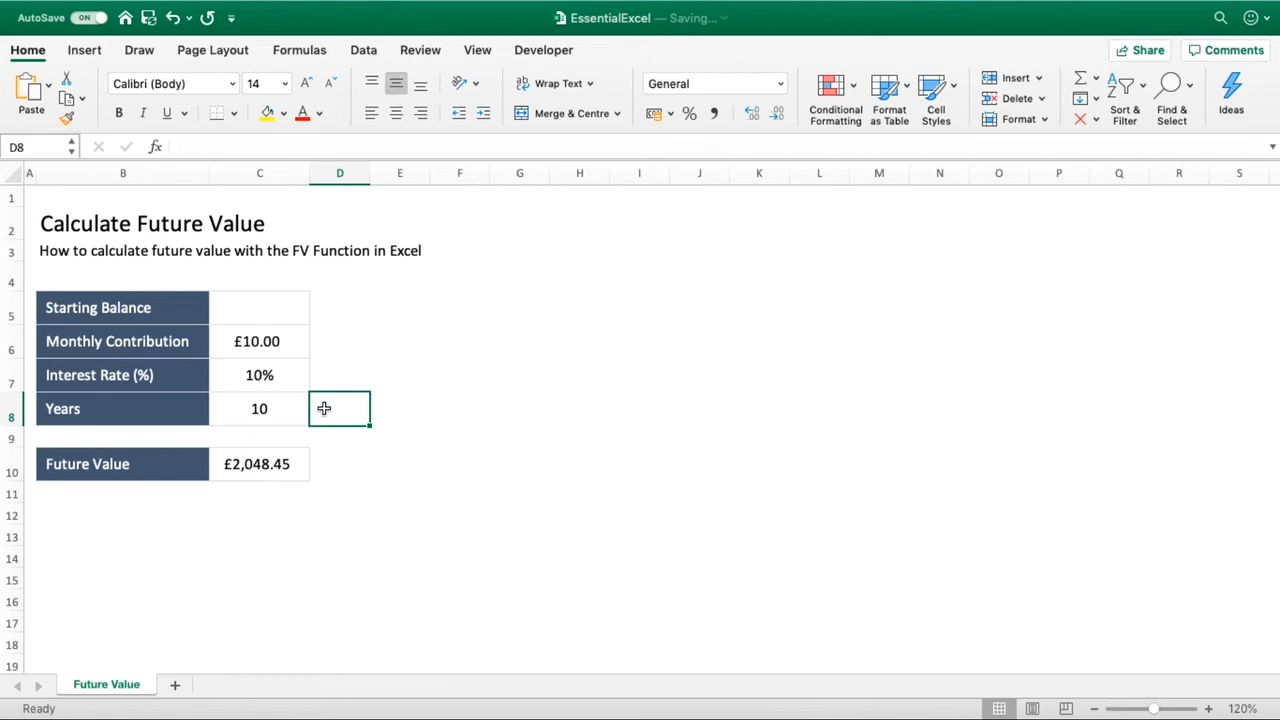 AutoSave ON EssentialExcel — Saving...
Home Insert Draw Page Layout Formulas Data Review View Developer Share Comments
Paste Calibri (Body) 14 A A Wrap Text General Insert Σ
B I U A Merge & Centre % Conditional Formatting Format as Table Cell Styles Delete Format Sort & Filter Find & Select Ideas
D8 fx
A B C D E F G H I J K L M N O P Q R S
1
2 Calculate Future Value
3 How to calculate future value with the FV Function in Excel
4
5 Starting Balance
6 Monthly Contribution £10.00
7 Interest Rate (%) 10%
8 Years 10
9
10 Future Value £2,048.45
11
12
13
14
15
16
17
18
19
Future Value +
Ready 120%